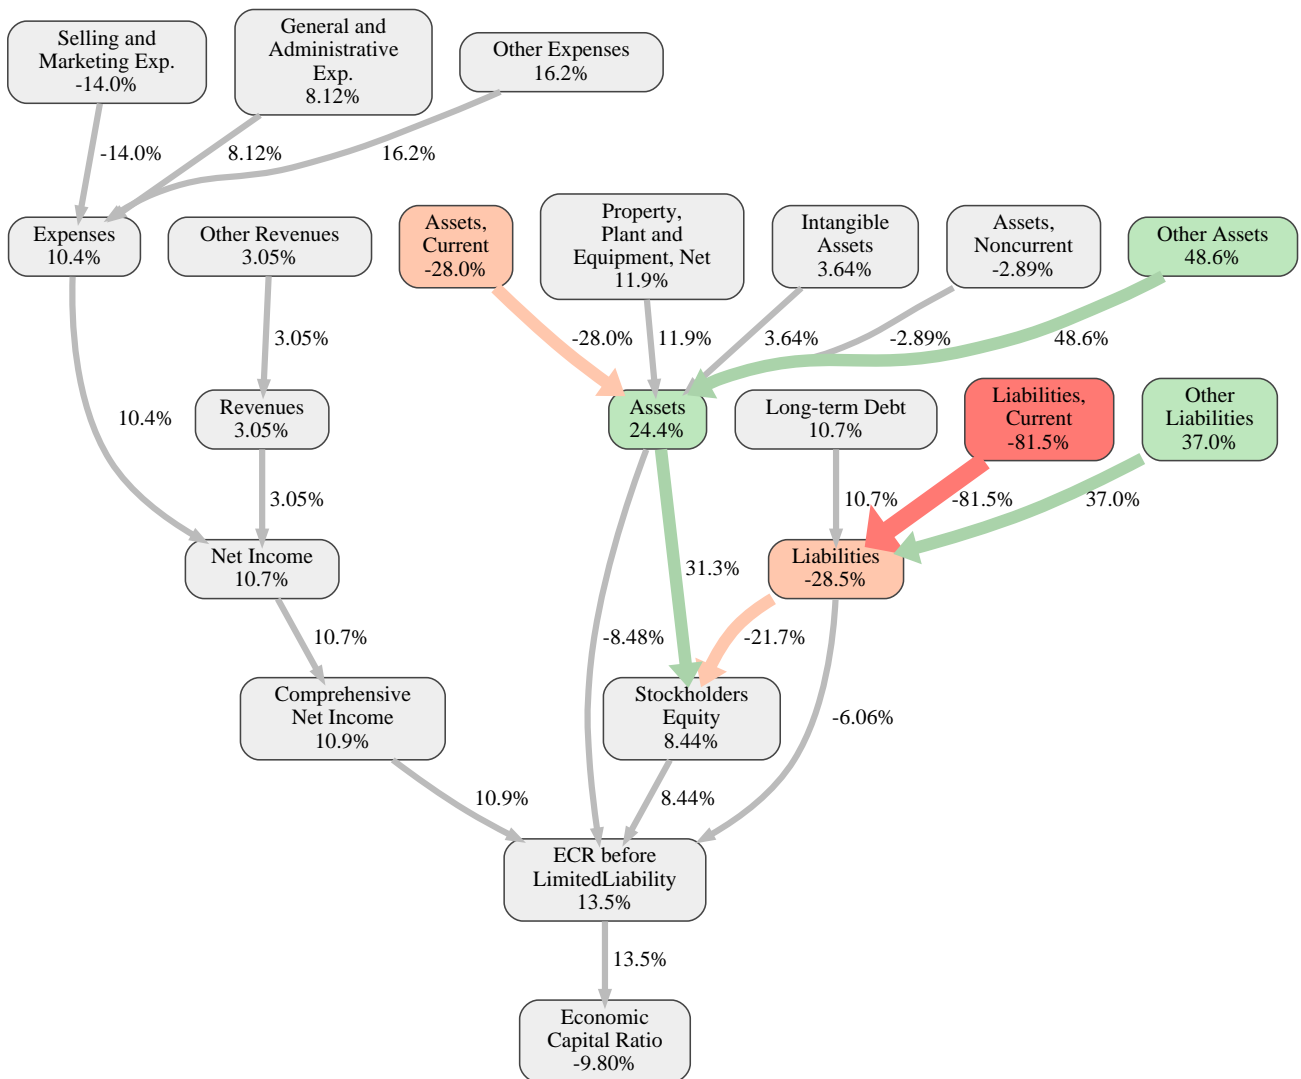 Selling and
Marketing Exp.
-14.0%
General and
Administrative
Exp.
8.12%
Other Expenses
16.2%
-14.0%
8.12%
16.2%
Expenses
10.4%
Other Revenues
3.05%
Assets,
Current
-28.0%
Property,
Plant and
Equipment, Net
11.9%
Intangible
Assets
3.64%
Assets,
Noncurrent
-2.89%
Other Assets
48.6%
3.05%
-28.0%
11.9%
3.64%
-2.89%
48.6%
10.4%
Revenues
3.05%
Assets
24.4%
Long-term Debt
10.7%
Liabilities,
Current
-81.5%
Other
Liabilities
37.0%
3.05%
10.7%
-81.5%
37.0%
Net Income
10.7%
31.3%
Liabilities
-28.5%
10.7%
-8.48%
-21.7%
Comprehensive
Net Income
10.9%
Stockholders
Equity
8.44%
-6.06%
10.9%
8.44%
ECR before
LimitedLiability
13.5%
13.5%
Economic
Capital Ratio
-9.80%